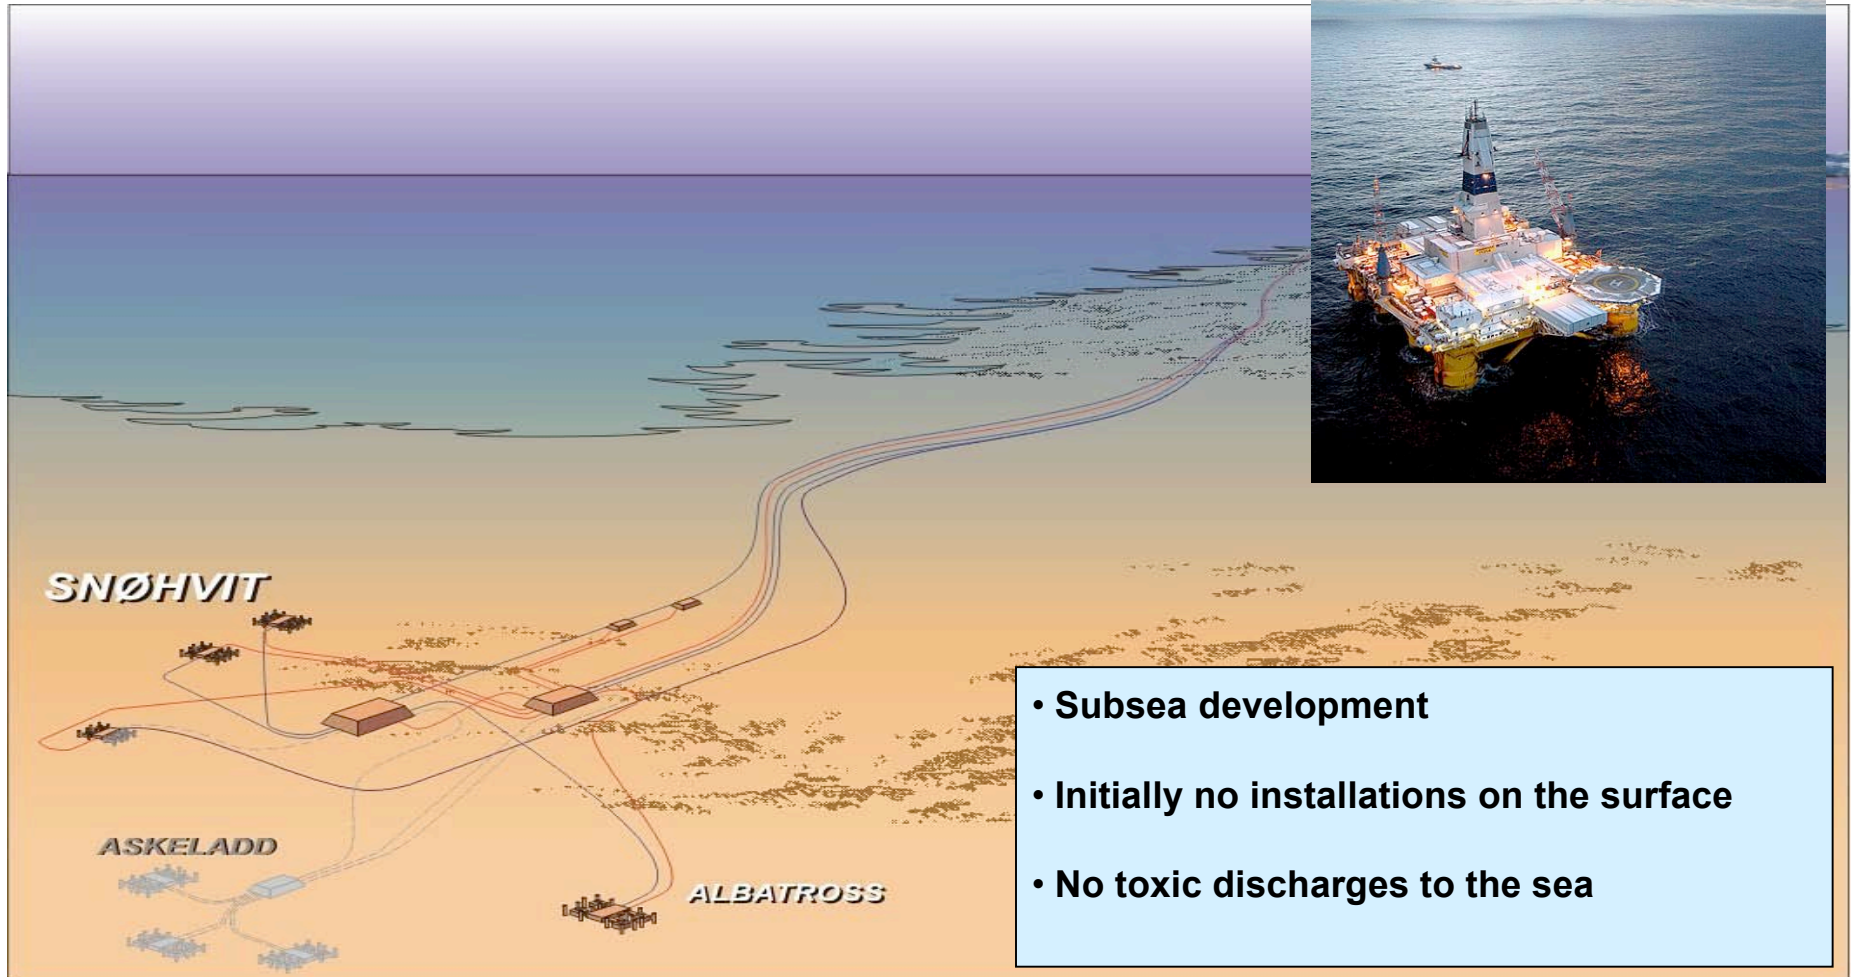 SNØHVIT
ASKELADD
ALBATROSS
• Subsea development
• Initially no installations on the surface
• No toxic discharges to the sea